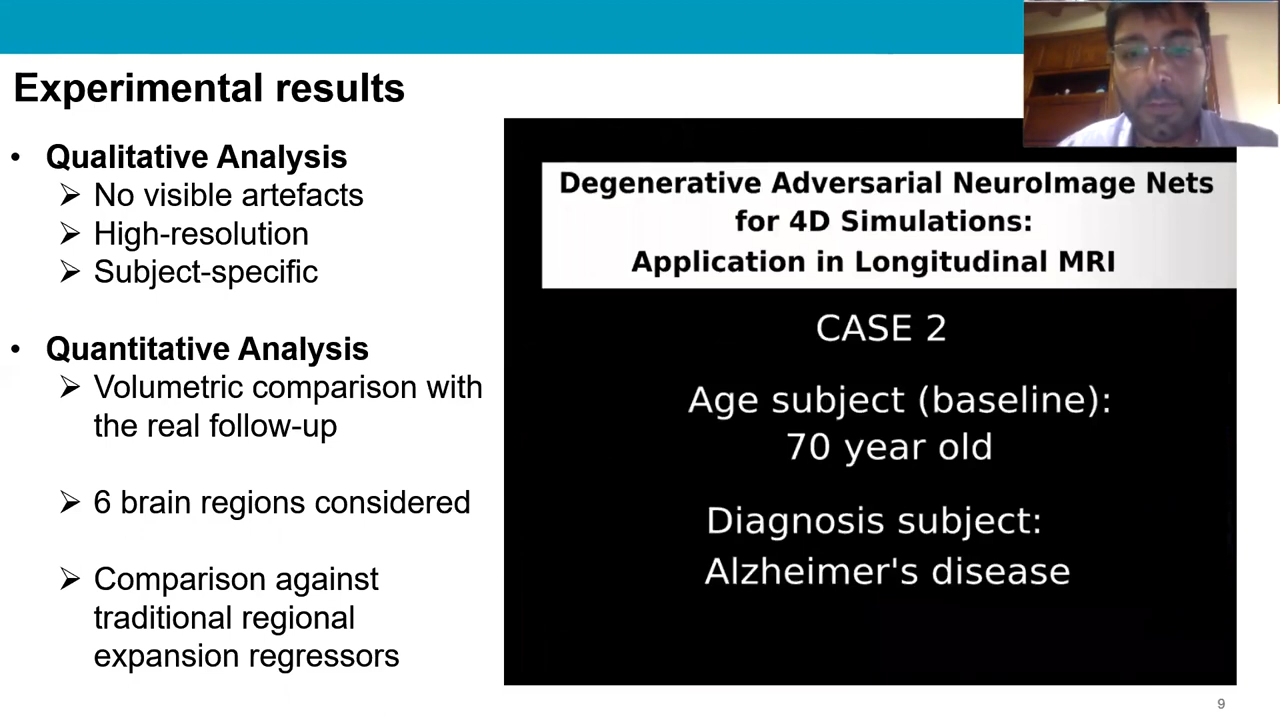 Experimental results
• Qualitative Analysis
➢ No visible artefacts
➢ High-resolution
➢ Subject-specific
• Quantitative Analysis
➢ Volumetric comparison with
the real follow-up
➢ 6 brain regions considered
➢ Comparison against
traditional regional
expansion regressors
Degenerative Adversarial NeuroImage Nets
for 4D Simulations:
Application in Longitudinal MRI
CASE 2
Age subject (baseline):
70 year old
Diagnosis subject:
Alzheimer's disease
9